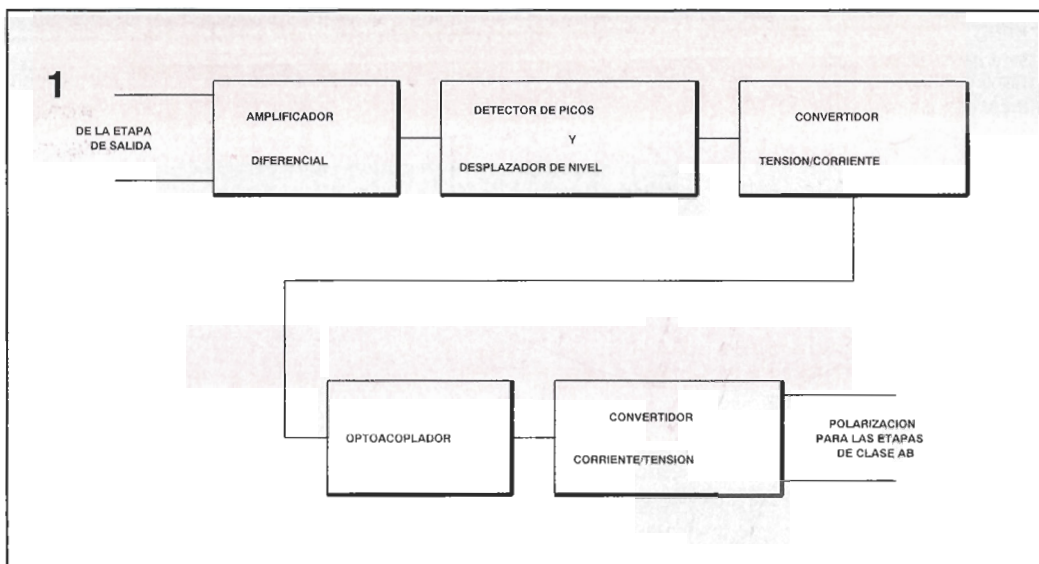 1
DE LA ETAPA
DE SALIDA
AMPLIFICADOR
DIFERENCIAL
DETECTOR DE PICOS
Y
DESPLAZADOR DE NIVEL
CONVERTIDOR
TENSION/CORRIENTE
OPTOACOPLADOR
CONVERTIDOR
CORRIENTE/TENSION
POLARIZACION
PARA LAS ETAPAS
DE CLASE AB